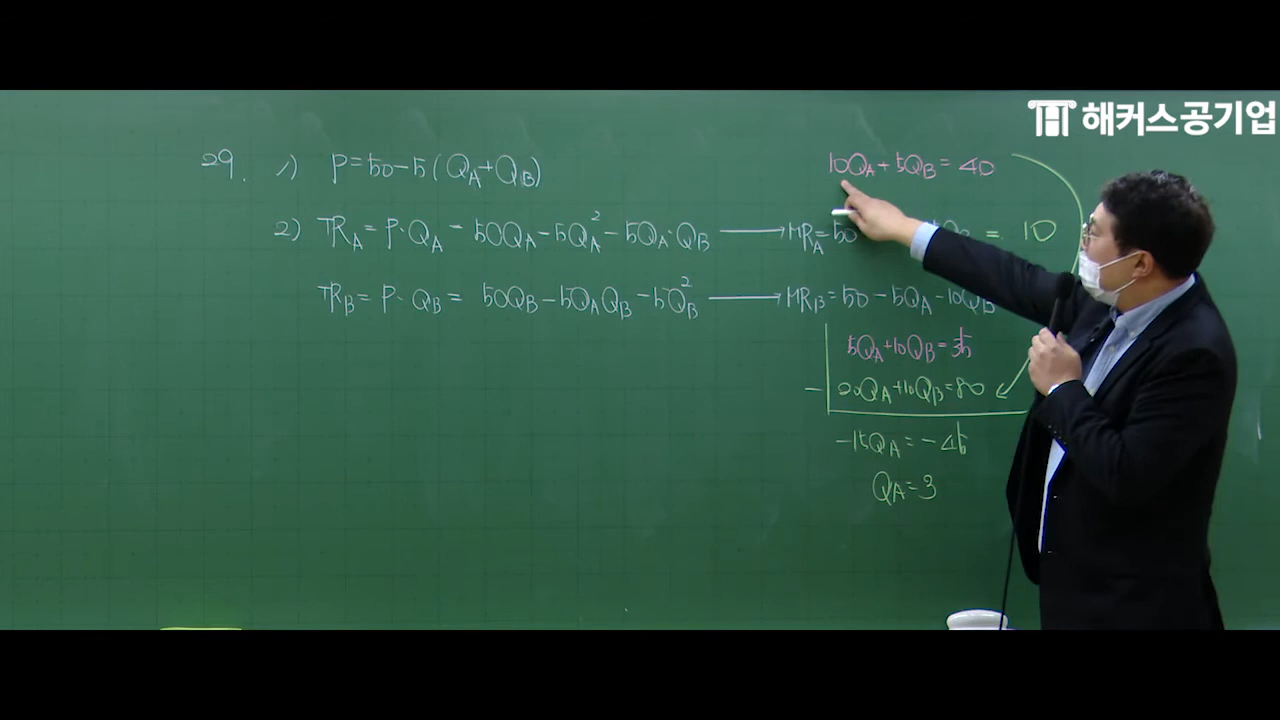 해커스공기업
29. 1) P=50-5(QA+QB)
10QA+5QB=40
2) TRA=P·QA=50QA-5QA²-5QA·QB → MRA=50 = 10
TRB=P·QB= 50QB-5QAQB-5QB² → MRB=50-5QA-10QB
5QA+10QB=35
- 20QA+10QB=80
-15QA=-45
QA=3